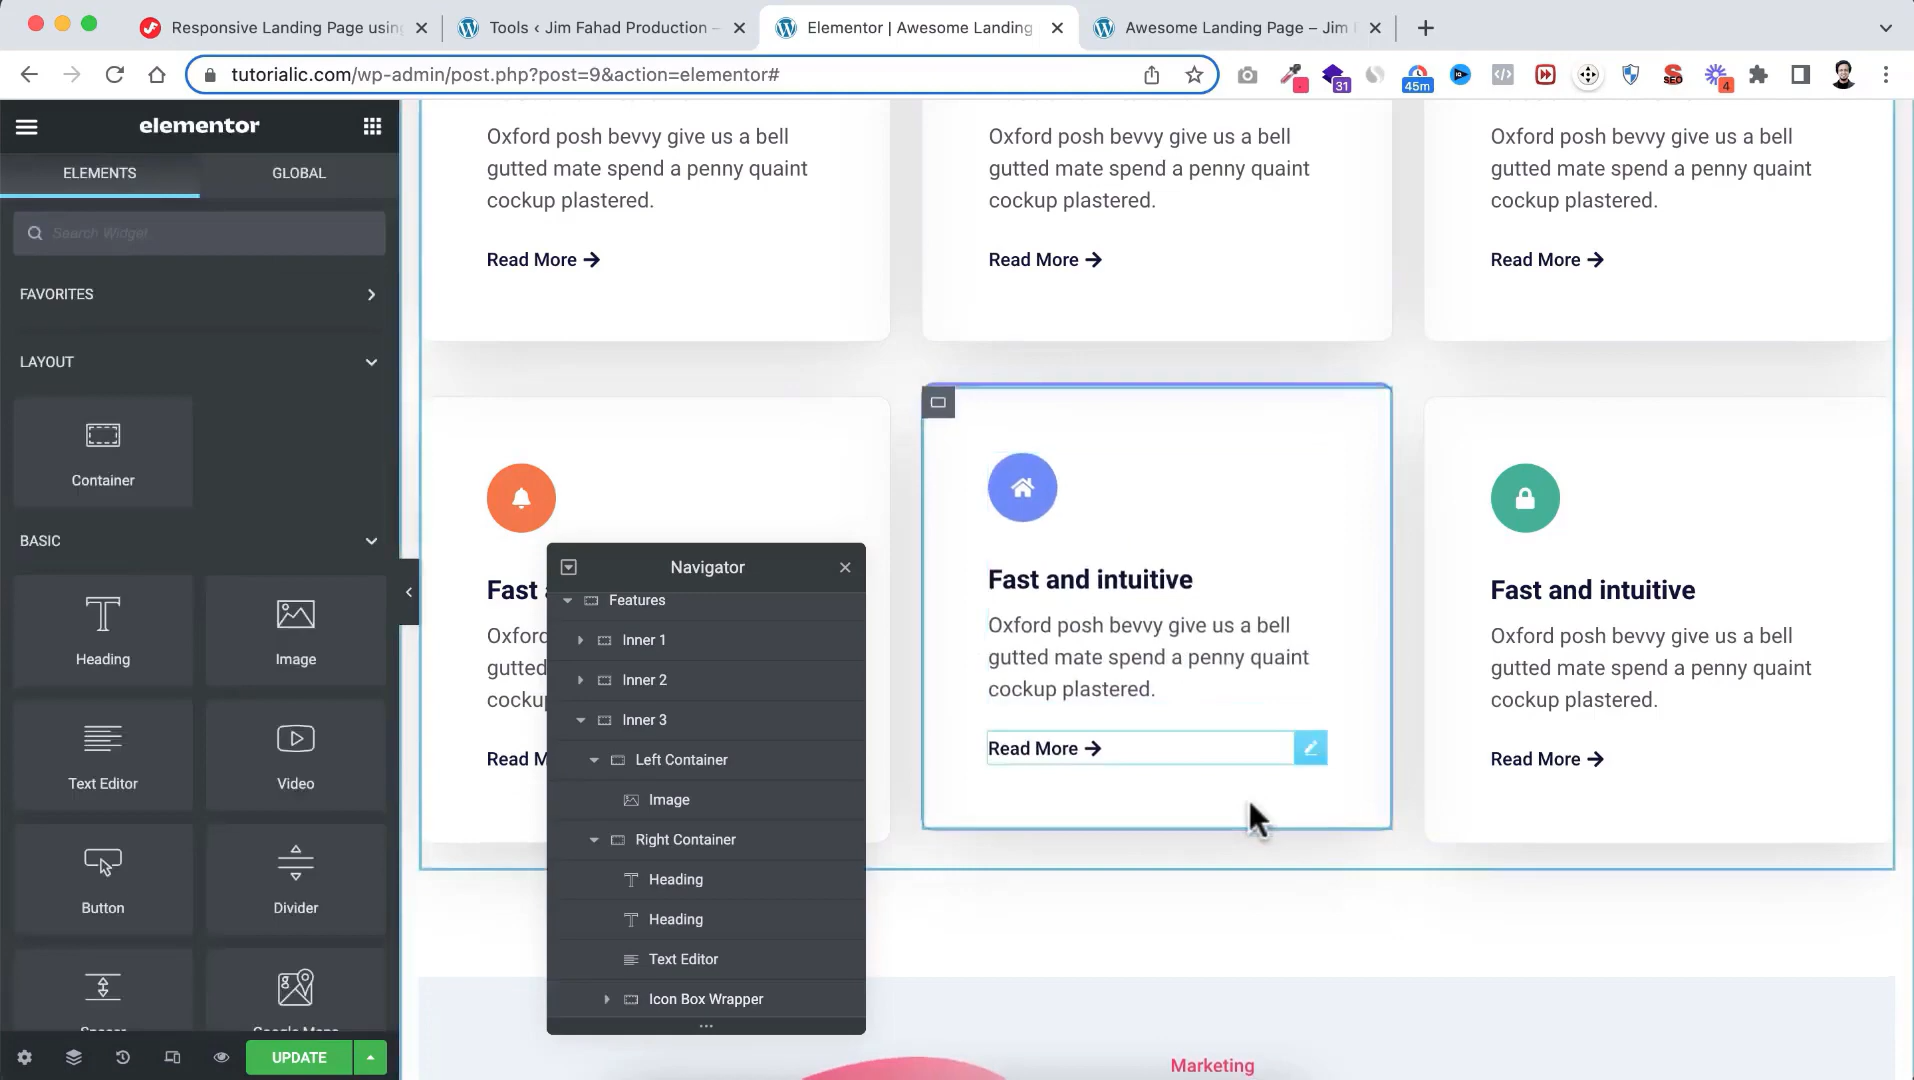 Responsive Landing Page using
Tools ‹ Jim Fahad Production –
Elementor | Awesome Landing
Awesome Landing Page – Jim
tutorialic.com/wp-admin/post.php?post=9&action=elementor#
31
45m
SEO
4
elementor
ELEMENTS
GLOBAL
Search Widget
FAVORITES
LAYOUT
Container
BASIC
Heading
Image
Text Editor
Video
Button
Divider
Spacer
Google Maps
UPDATE
Oxford posh bevvy give us a bell
gutted mate spend a penny quaint
cockup plastered.
Read More
Oxford posh bevvy give us a bell
gutted mate spend a penny quaint
cockup plastered.
Read More
Oxford posh bevvy give us a bell
gutted mate spend a penny quaint
cockup plastered.
Read More
Fast
Oxford
gutted
cockup
Read M
Navigator
Features
Inner 1
Inner 2
Inner 3
Left Container
Image
Right Container
Heading
Heading
Text Editor
Icon Box Wrapper
Fast and intuitive
Oxford posh bevvy give us a bell
gutted mate spend a penny quaint
cockup plastered.
Read More
Fast and intuitive
Oxford posh bevvy give us a bell
gutted mate spend a penny quaint
cockup plastered.
Read More
Marketing